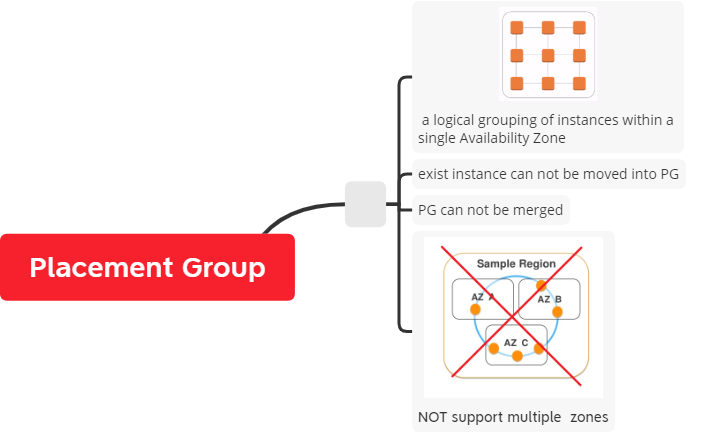 a logical grouping of instances within a
single Availability Zone
exist instance can not be moved into PG
PG can not be merged
Placement Group
Sample Region
AZ A
AZ B
AZ C
NOT support multiple zones